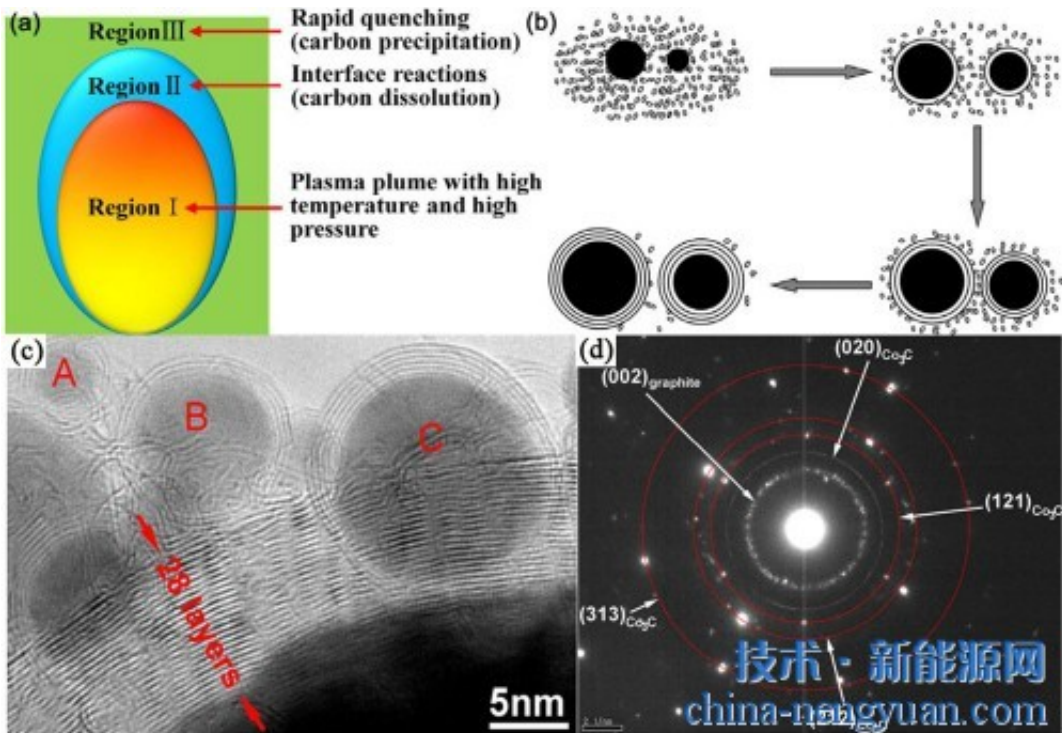 (a)
Region III
Rapid quenching
(carbon precipitation)
Region II
Interface reactions
(carbon dissolution)
Region I
Plasma plume with high
temperature and high
pressure
(b)
(c)
A
B
C
28 layers
5nm
(d)
(020)Co3C
(002)graphite
(121)Co3C
(313)Co3C
技术·新能源网
china-nengyuan.com